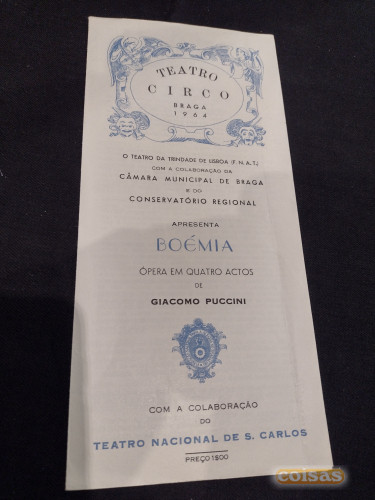 TEATRO
CIRCO
BRAGA
1964
O TEATRO DA TRINDADE DE LISBOA (F.N.A.T.)
COM A COLABORAÇÃO DA
CÂMARA MUNICIPAL DE BRAGA
E DO
CONSERVATÓRIO REGIONAL
APRESENTA
BOÉMIA
ÓPERA EM QUATRO ACTOS
DE
GIACOMO PUCCINI
COM A COLABORAÇÃO
DO
TEATRO NACIONAL DE S. CARLOS
PREÇO 1$00
coisas